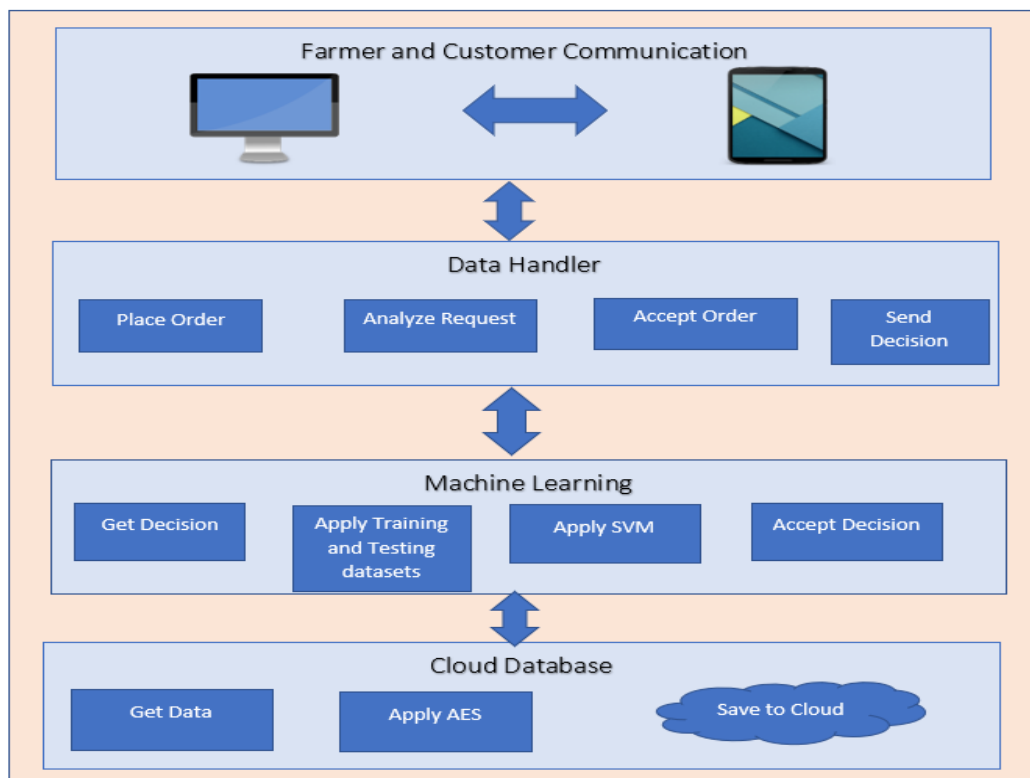 Farmer and Customer Communication
Data Handler
Place Order
Analyze Request
Accept Order
Send
Decision
Machine Learning
Get Decision
Apply Training
and Testing
datasets
Apply SVM
Accept Decision
Cloud Database
Get Data
Apply AES
Save to Cloud